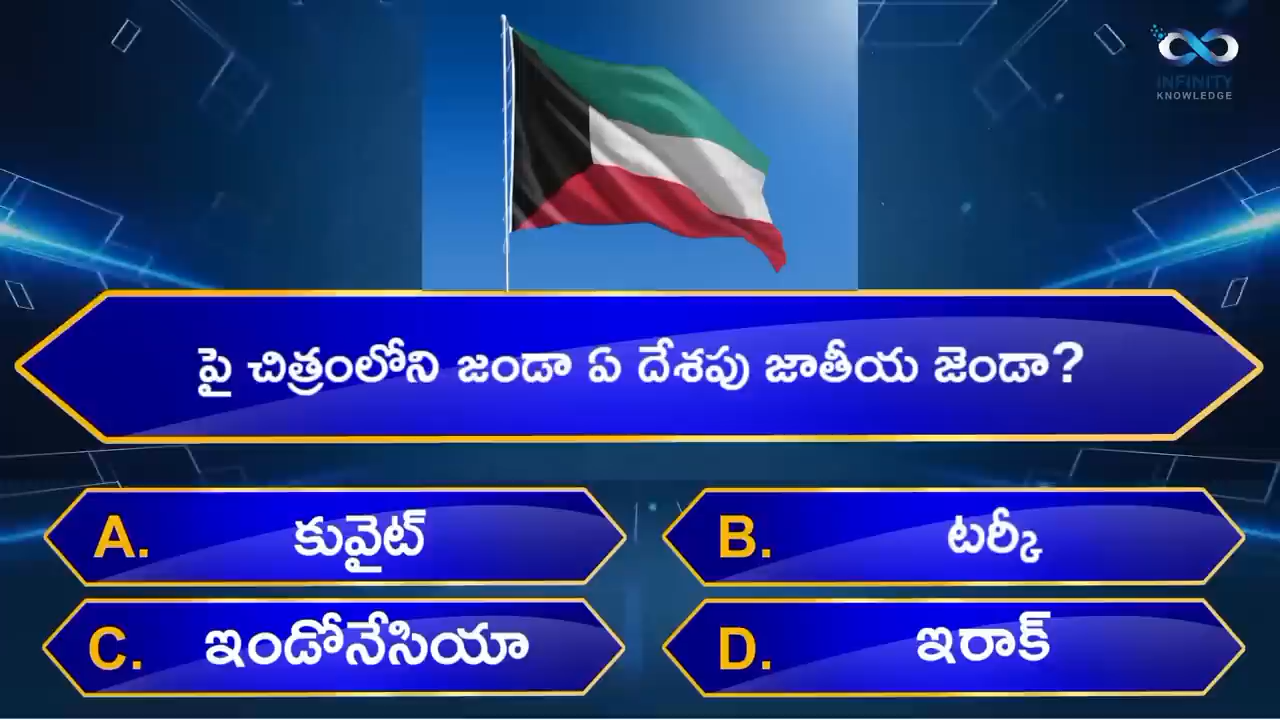 INFINITY
KNOWLEDGE
పై చిత్రంలోని జండా ఏ దేశపు జాతీయ జెండా?
A. కువైట్
B. టర్కీ
C. ఇండోనేసియా
D. ఇరాక్